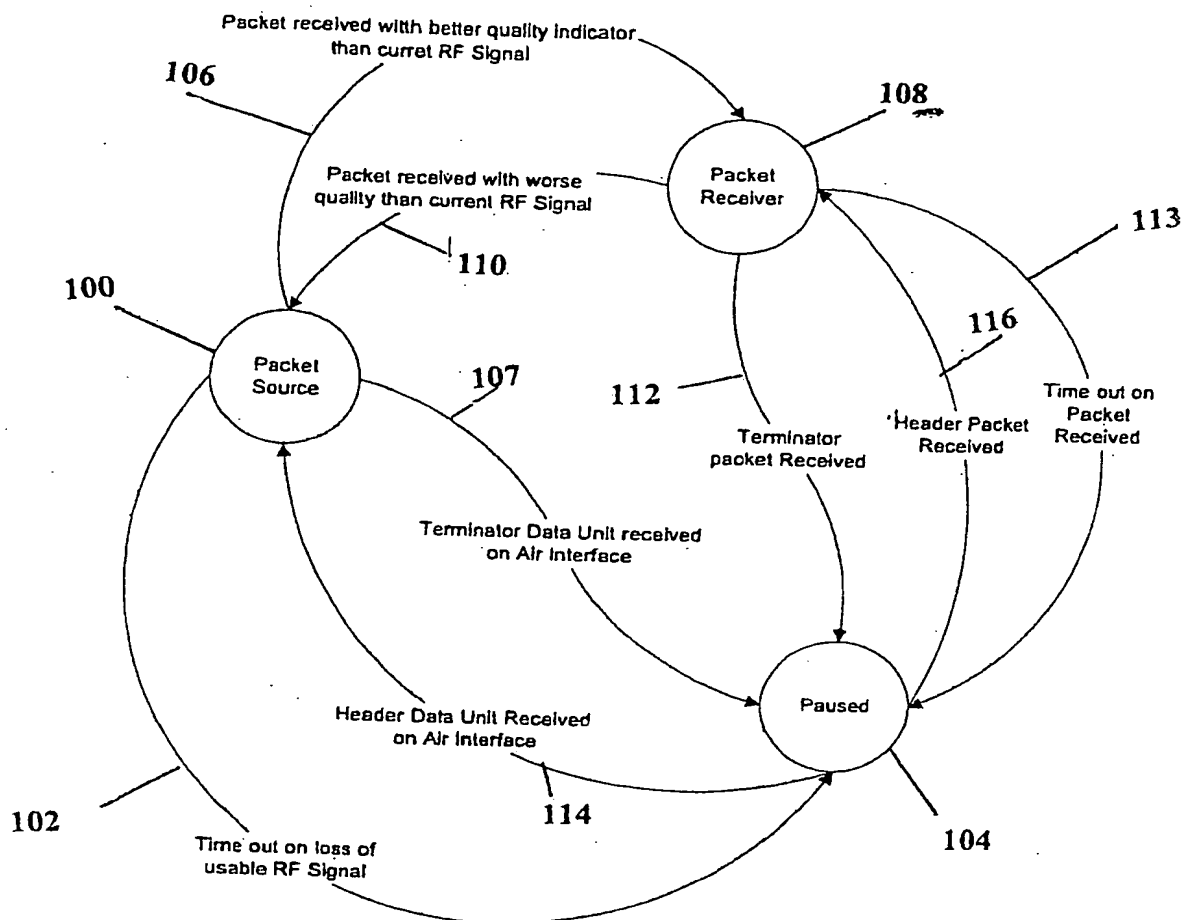 Packet received witth better quality indicator
than curret RF Signal
106
108
Packet
Receiver
Packet received with worse
quality than current RF Signal
113
110
100
116
Packet
Source
107
112
Time out on
Packet
Received
Header Packet
Received
Terminator
packet Received
Terminator Data Unit received
on Air Interface
Paused
Header Data Unit Received
on Air Interface
114
102
104
Time out on loss of
usable RF Signal